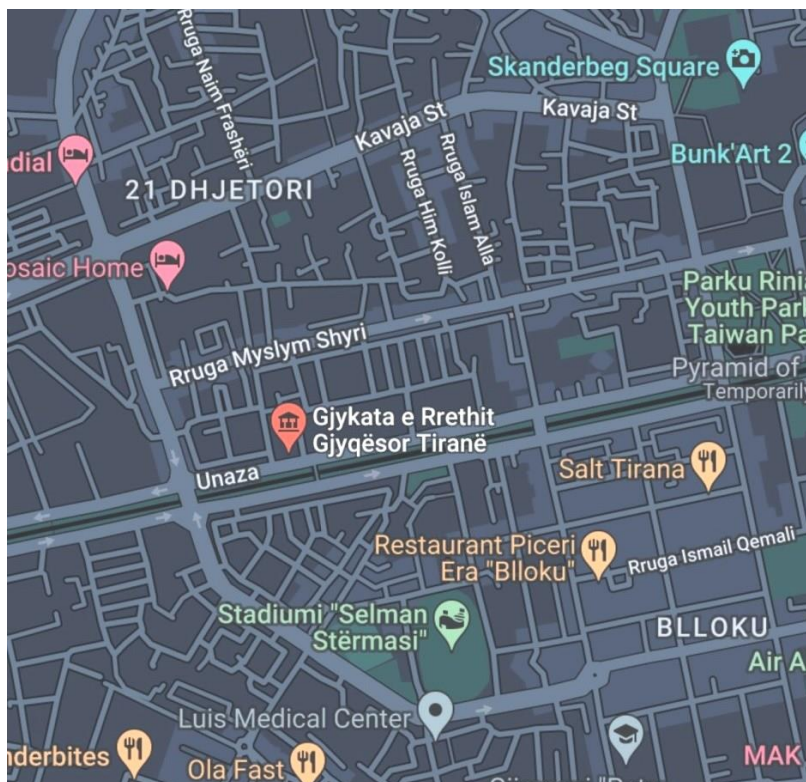 Rruga Naim Frashëri
Skanderbeg Square
Kavaja St
Kavaja St
Bunk'Art 2
dial
21 DHJETORI
Rruga Him Kolli
Rruga Islam Alla
osaic Home
Parku Rini
Youth Park
Taiwan Pa
Rruga Myslym Shyri
Pyramid of
Temporarily
Gjykata e Rrethit
Gjyqësor Tiranë
Unaza
Salt Tirana
Restaurant Piceri
Era "Blloku"
Rruga Ismail Qemali
Stadiumi "Selman
Stërmasi"
BLLOKU
Air A
Luis Medical Center
nderbites
Ola Fast
MAK